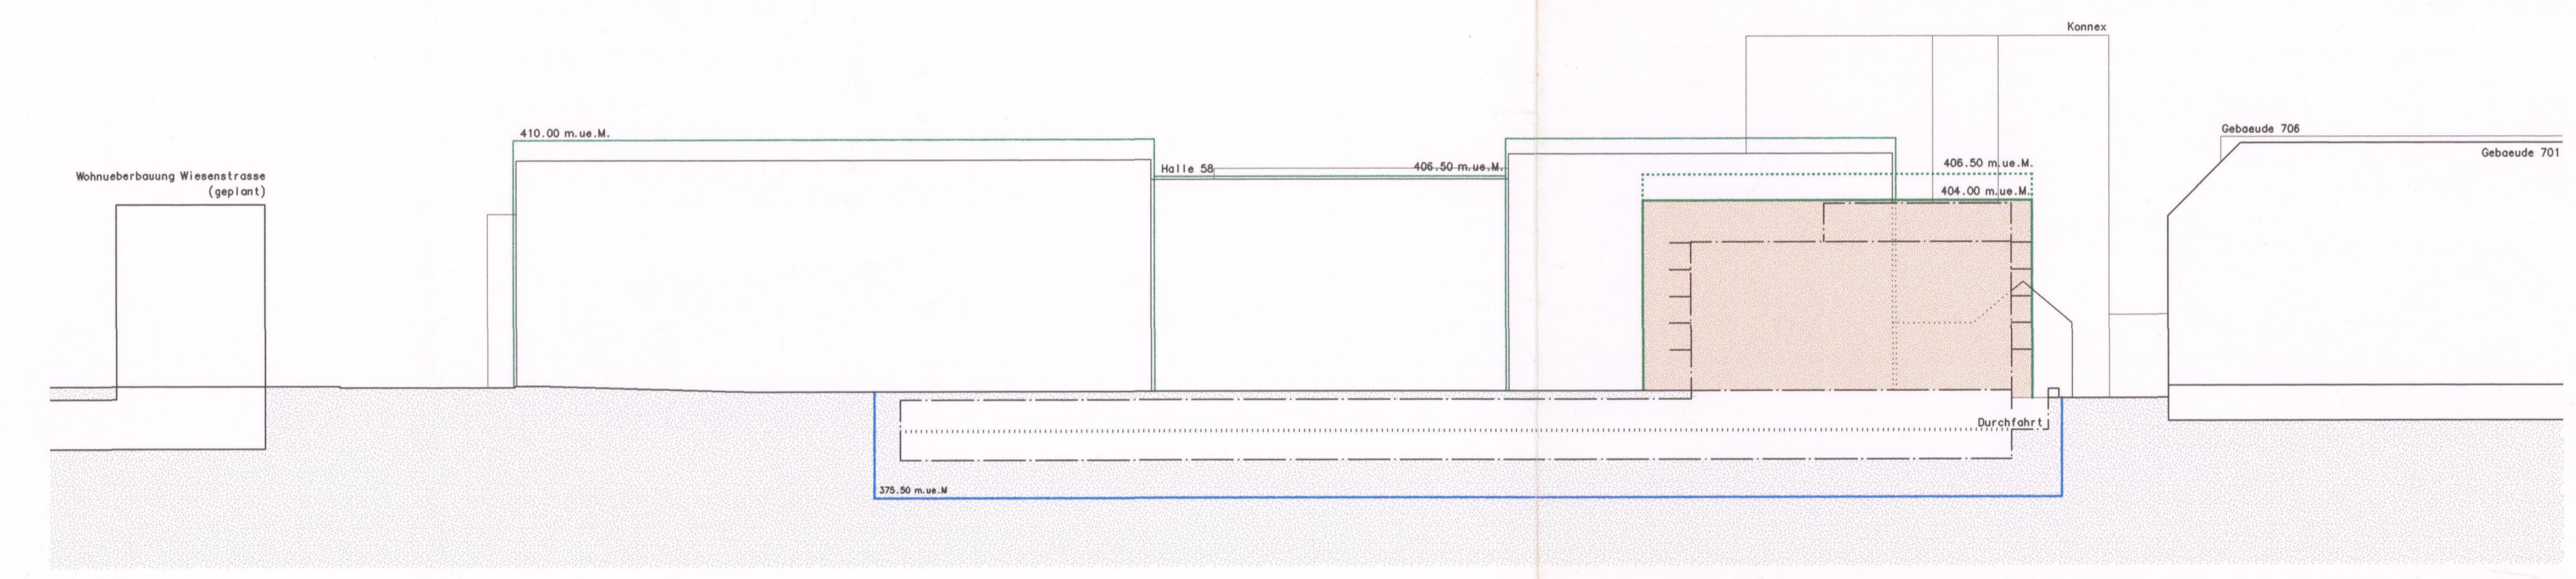 Konnex
Gebaeude 706
410.00 m.ue.M.
Gebaeude 701
406.50 m.ue.M.
Halle 58
406.50 m.ue.M.
Wohnueberbauung Wiesenstrasse
(geplant)
404.00 m.ue.M.
Durchfahrt
375.50 m.ue.M